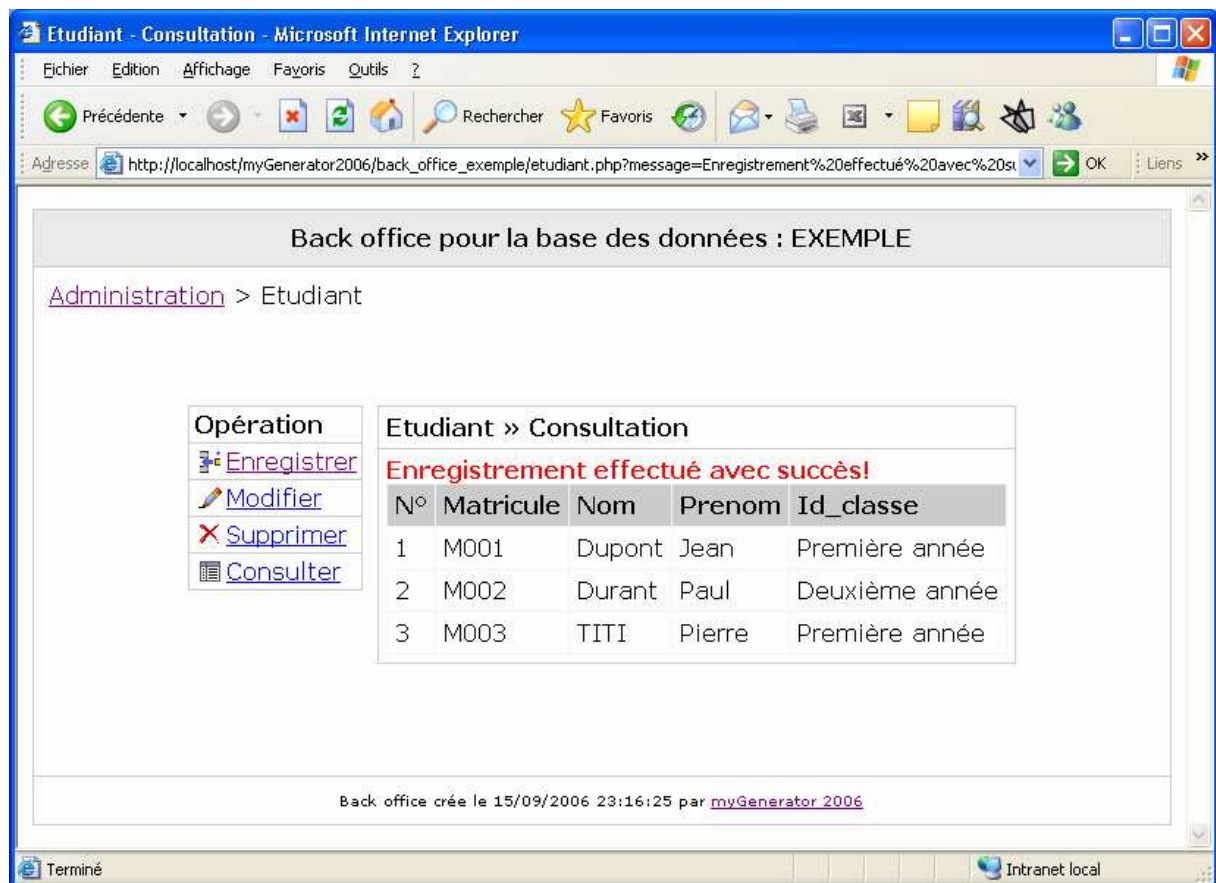 Etudiant - Consultation - Microsoft Internet Explorer
Fichier Edition Affichage Favoris Outils ?
Précédente Rechercher Favoris
Adresse http://localhost/myGenerator2006/back_office_exemple/etudiant.php?message=Enregistrement%20effectué%20avec%20su OK Liens »
Back office pour la base des données : EXEMPLE
Administration > Etudiant
Opération
Enregistrer
Modifier
Supprimer
Consulter
Etudiant » Consultation
Enregistrement effectué avec succès!
N° Matricule Nom Prenom Id_classe
1 M001 Dupont Jean Première année
2 M002 Durant Paul Deuxième année
3 M003 TITI Pierre Première année
Back office crée le 15/09/2006 23:16:25 par myGenerator 2006
Terminé Intranet local